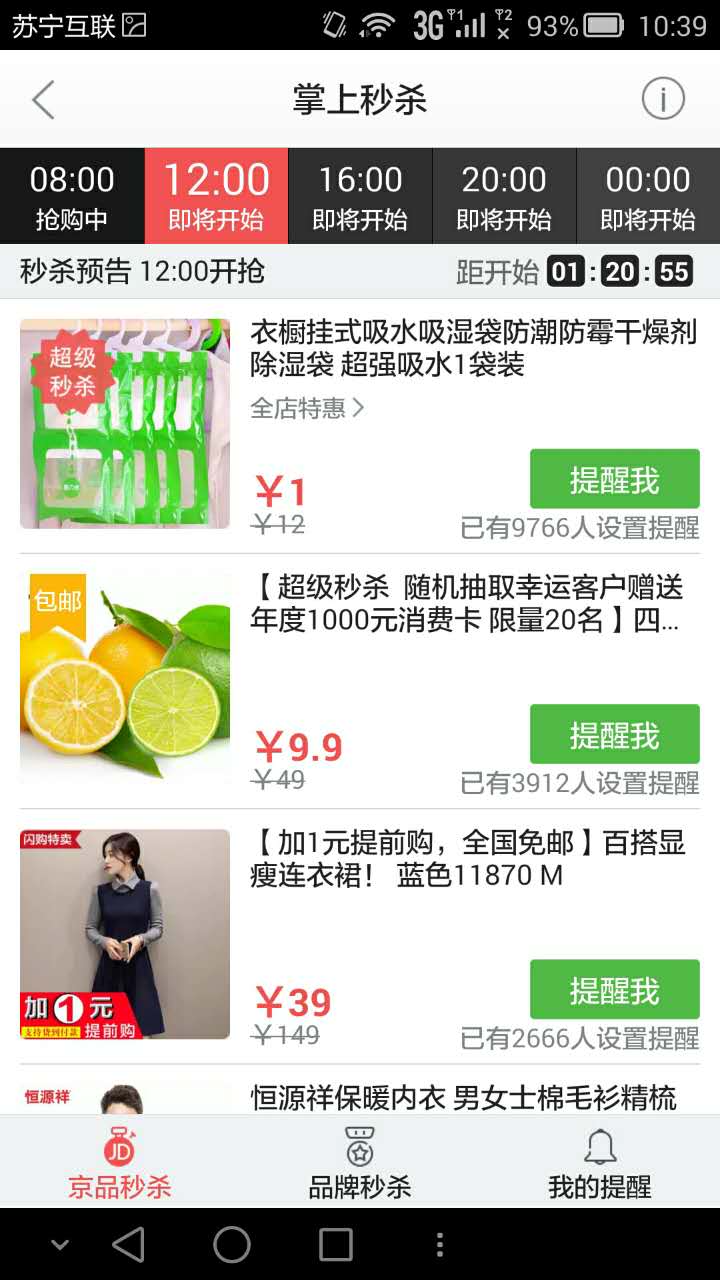 苏宁互联 3G 1 2 93% 10:39
掌上秒杀
08:00 12:00 16:00 20:00 00:00
抢购中 即将开始 即将开始 即将开始 即将开始
秒杀预告 12:00开抢 距开始 01:20:55
超级
秒杀
衣橱挂式吸水吸湿袋防潮防霉干燥剂
除湿袋 超强吸水1袋装
全店特惠
¥1
¥12
提醒我
已有9766人设置提醒
包邮
【超级秒杀 随机抽取幸运客户赠送
年度1000元消费卡 限量20名】四...
¥9.9
¥49
提醒我
已有3912人设置提醒
闪购特卖
加1元
支持货到付款 提前购
【加1元提前购，全国免邮】百搭显
瘦连衣裙！ 蓝色11870 M
¥39
¥149
提醒我
已有2666人设置提醒
恒源祥
恒源祥保暖内衣 男女士棉毛衫精梳
JD
京品秒杀 品牌秒杀 我的提醒